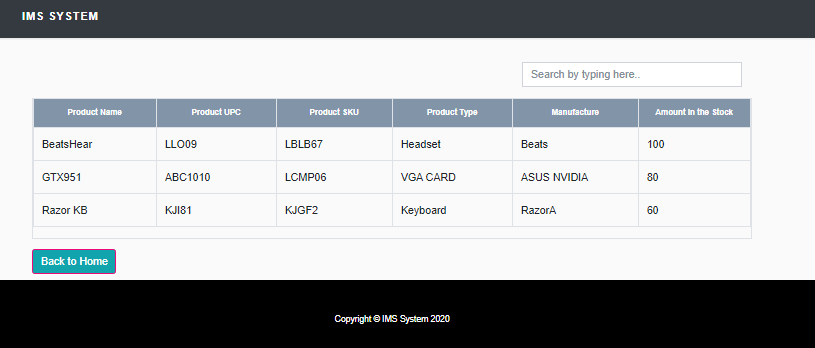 IMS SYSTEM
Search by typing here..
Product Name Product UPC Product SKU Product Type Manufacture Amount in the Stock
BeatsHear LLO09 LBLB67 Headset Beats 100
GTX951 ABC1010 LCMP06 VGA CARD ASUS NVIDIA 80
Razor KB KJI81 KJGF2 Keyboard RazorA 60
Back to Home
Copyright © IMS System 2020